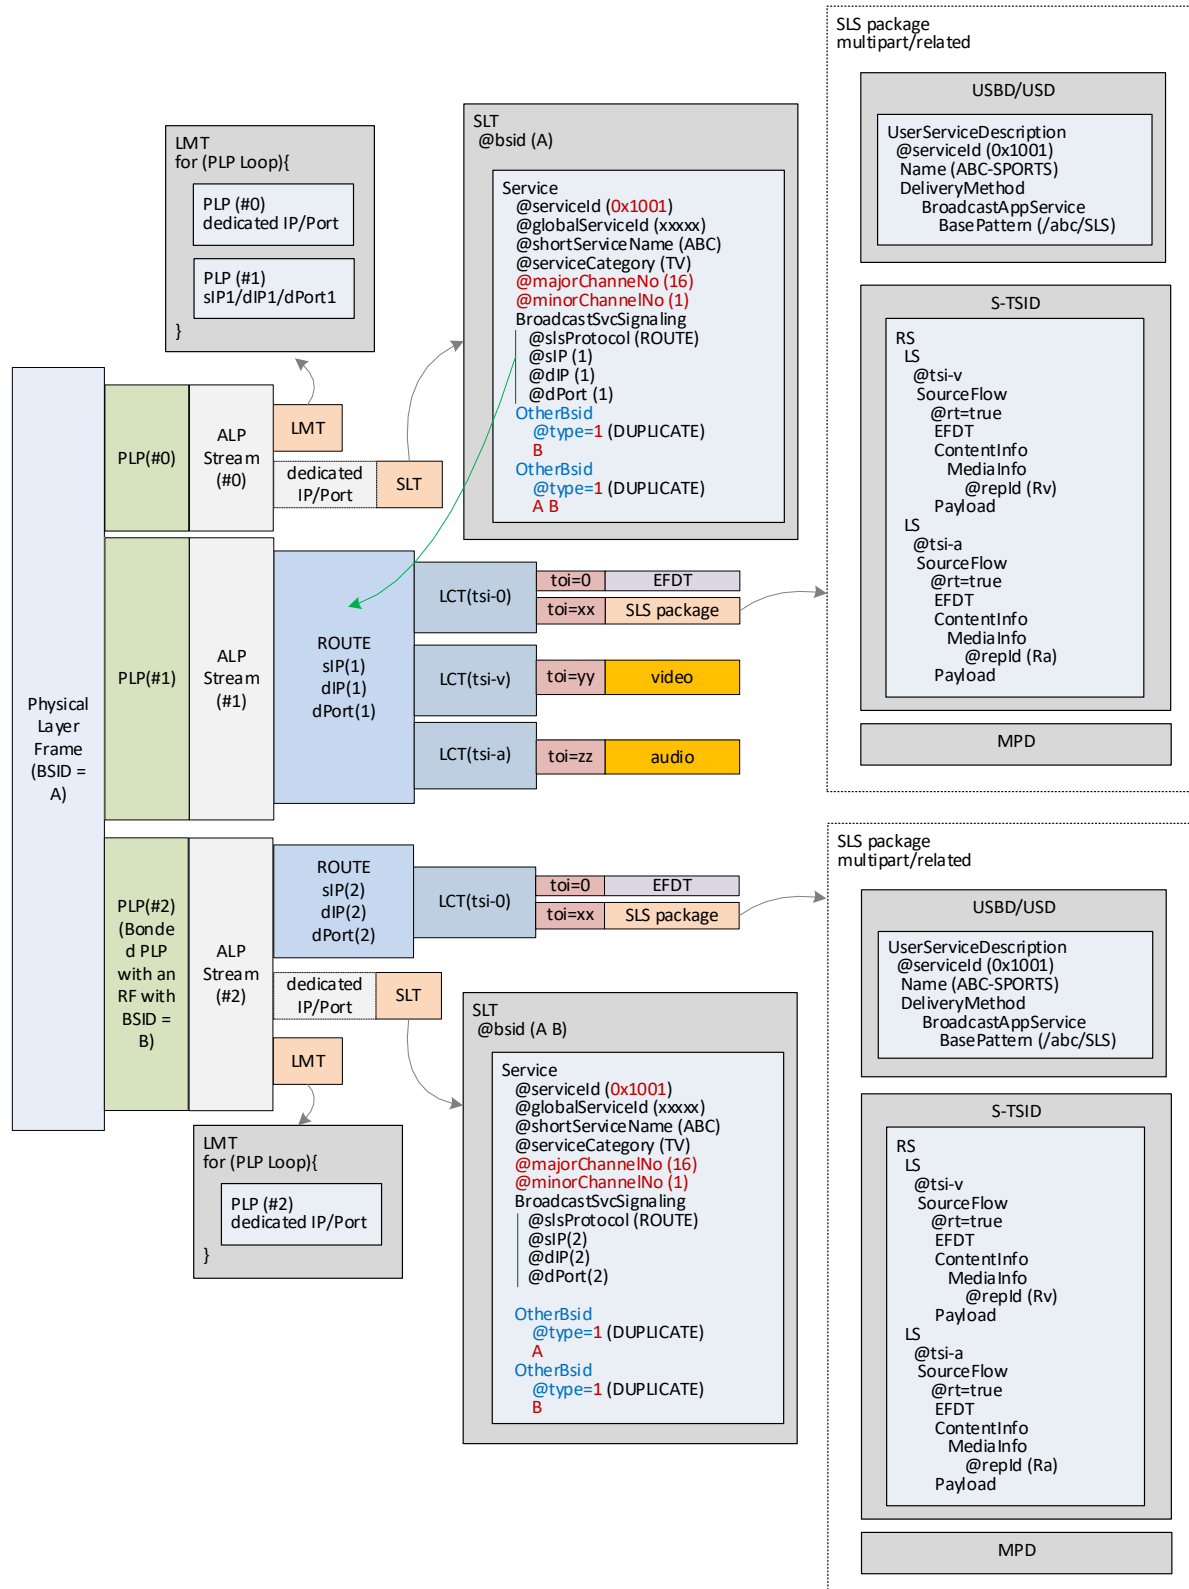 SLS package
multipart/related
USBD/USD
UserServiceDescription
@serviceId (0x1001)
Name (ABC-SPORTS)
DeliveryMethod
BroadcastAppService
BasePattern (/abc/SLS)
S-TSID
RS
LS
@tsi-v
SourceFlow
@rt=true
EFDT
ContentInfo
MediaInfo
@repId (Rv)
Payload
LS
@tsi-a
SourceFlow
@rt=true
EFDT
ContentInfo
MediaInfo
@repId (Ra)
Payload
MPD
LMT
for (PLP Loop){
PLP (#0)
dedicated IP/Port
PLP (#1)
sIP1/dIP1/dPort1
}
SLT
@bsid (A)
Service
@serviceId (0x1001)
@globalServiceId (xxxxx)
@shortServiceName (ABC)
@serviceCategory (TV)
@majorChanneNo (16)
@minorChannelNo (1)
BroadcastSvcSignaling
@slsProtocol (ROUTE)
@sIP (1)
@dIP (1)
@dPort (1)
OtherBsid
@type=1 (DUPLICATE)
B
OtherBsid
@type=1 (DUPLICATE)
A B
Physical
Layer
Frame
(BSID =
A)
PLP(#0)
ALP
Stream
(#0)
LMT
dedicated
IP/Port
SLT
PLP(#1)
ALP
Stream
(#1)
ROUTE
sIP(1)
dIP(1)
dPort(1)
LCT(tsi-0)
toi=0
EFDT
toi=xx
SLS package
LCT(tsi-v)
toi=yy
video
LCT(tsi-a)
toi=zz
audio
PLP(#2)
(Bonde
d PLP
with an
RF with
BSID =
B)
ALP
Stream
(#2)
ROUTE
sIP(2)
dIP(2)
dPort(2)
LCT(tsi-0)
toi=0
EFDT
toi=xx
SLS package
dedicated
IP/Port
SLT
LMT
LMT
for (PLP Loop){
PLP (#2)
dedicated IP/Port
}
SLT
@bsid (A B)
Service
@serviceId (0x1001)
@globalServiceId (xxxxx)
@shortServiceName (ABC)
@serviceCategory (TV)
@majorChannelNo (16)
@minorChannelNo (1)
BroadcastSvcSignaling
@slsProtocol (ROUTE)
@sIP(2)
@dIP(2)
@dPort(2)
OtherBsid
@type=1 (DUPLICATE)
A
OtherBsid
@type=1 (DUPLICATE)
B
SLS package
multipart/related
USBD/USD
UserServiceDescription
@serviceId (0x1001)
Name (ABC-SPORTS)
DeliveryMethod
BroadcastAppService
BasePattern (/abc/SLS)
S-TSID
RS
LS
@tsi-v
SourceFlow
@rt=true
EFDT
ContentInfo
MediaInfo
@repId (Rv)
Payload
LS
@tsi-a
SourceFlow
@rt=true
EFDT
ContentInfo
MediaInfo
@repId (Ra)
Payload
MPD